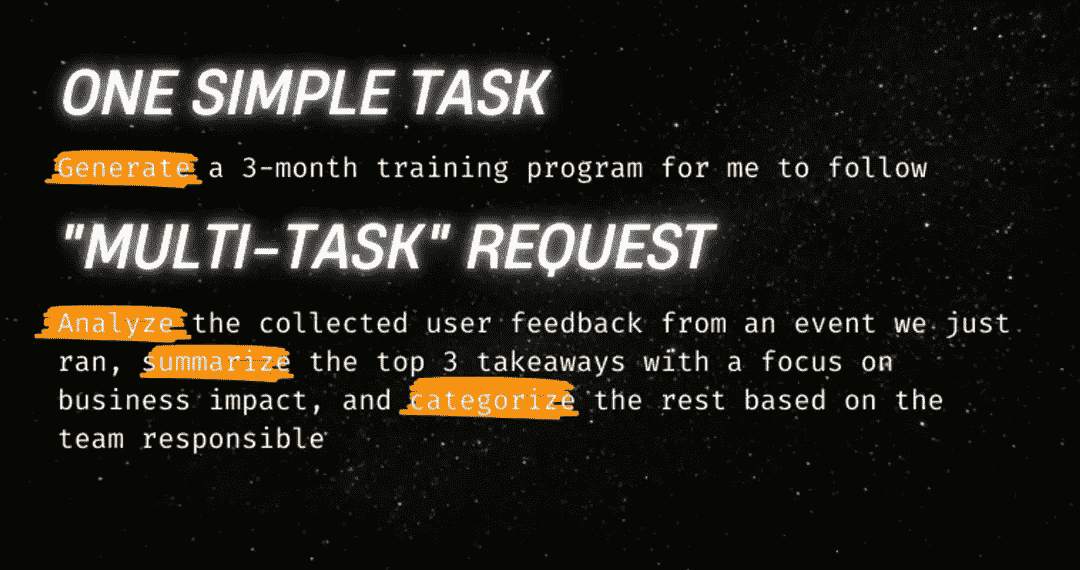 ONE SIMPLE TASK
Generate a 3-month training program for me to follow
"MULTI-TASK" REQUEST
Analyze the collected user feedback from an event we just
ran, summarize the top 3 takeaways with a focus on
business impact, and categorize the rest based on the
team responsible